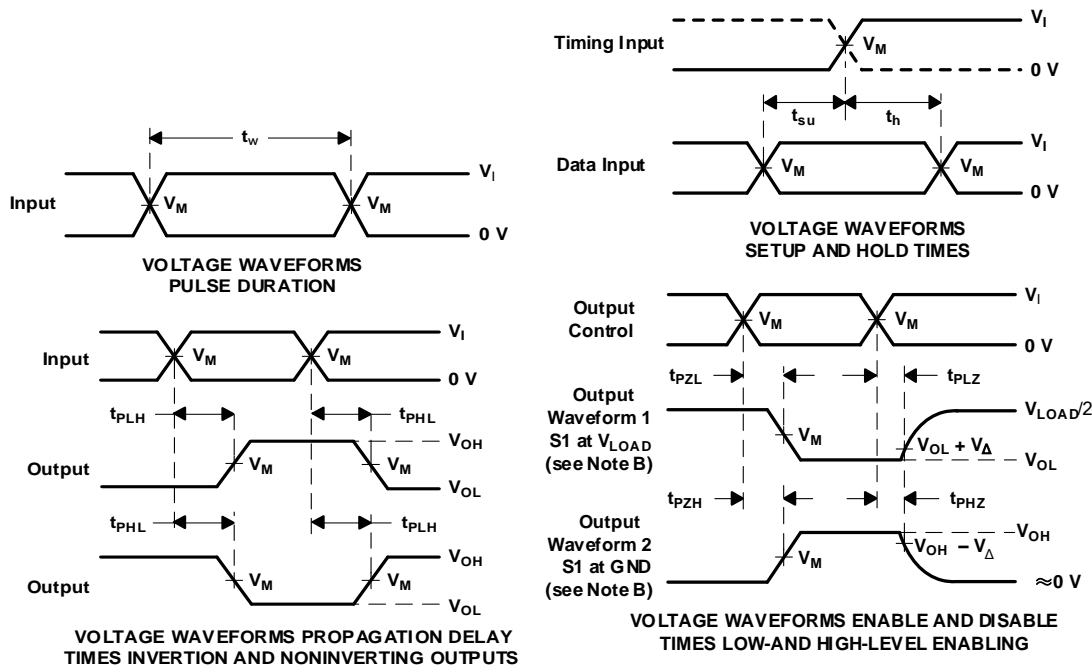 t_w
V_I
Input
V_M
V_M
0 V
VOLTAGE WAVEFORMS
PULSE DURATION
V_I
Timing Input
V_M
0 V
t_su
t_h
V_I
Data Input
V_M
V_M
0 V
VOLTAGE WAVEFORMS
SETUP AND HOLD TIMES
V_I
Input
V_M
V_M
0 V
t_PLH
t_PHL
V_OH
Output
V_M
V_M
V_OL
t_PHL
t_PLH
V_OH
Output
V_M
V_M
V_OL
VOLTAGE WAVEFORMS PROPAGATION DELAY
TIMES INVERTION AND NONINVERTING OUTPUTS
V_I
Output
Control
V_M
V_M
0 V
t_PZL
t_PLZ
Output
Waveform 1
S1 at V_LOAD
(see Note B)
V_LOAD/2
V_M
V_OL + V_Δ
V_OL
t_PZH
t_PHZ
Output
Waveform 2
S1 at GND
(see Note B)
V_OH
V_M
V_OH − V_Δ
≈0 V
VOLTAGE WAVEFORMS ENABLE AND DISABLE
TIMES LOW-AND HIGH-LEVEL ENABLING